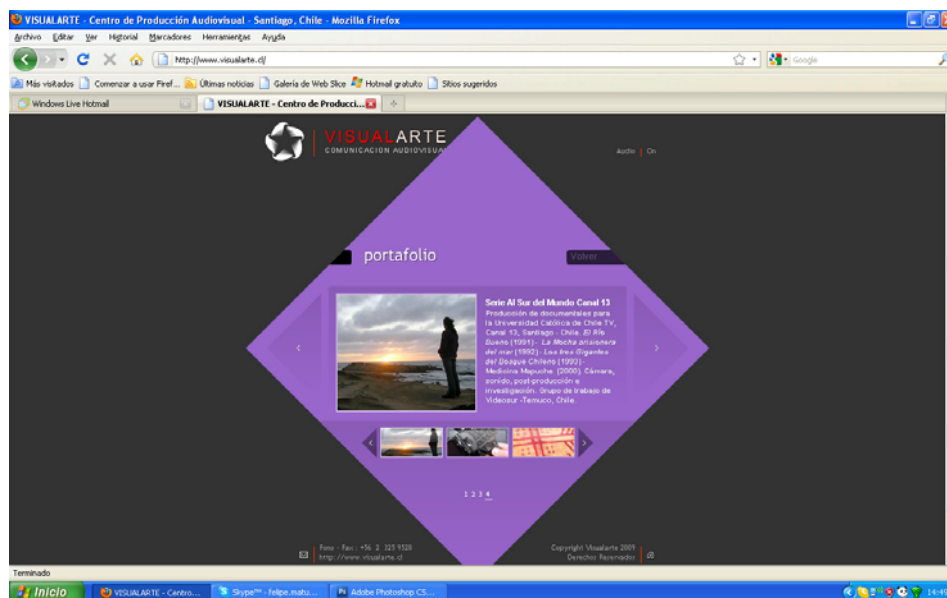 VISUALARTE - Centro de Producción Audiovisual - Santiago, Chile - Mozilla Firefox
Archivo Editar Ver Historial Marcadores Herramientas Ayuda
http://www.visualarte.cl/
Google
Más visitados Comenzar a usar Firef... Últimas noticias Galería de Web Slice Hotmail gratuito Sitios sugeridos
Windows Live Hotmail VISUALARTE - Centro de Producci...
VISUALARTE
COMUNICACION AUDIOVISUAL
Audio | On
portafolio
Volver
Serie Al Sur del Mundo Canal 13
Producción de documentales para
la Universidad Católica de Chile TV,
Canal 13, Santiago - Chile. El Río
Bueno (1991) - La Mocha prisionera
del mar (1992) - Los tres Gigantes
del Bosque Chileno (1993) -
Medicina Mapuche (2000). Cámara,
sonido, post-producción e
investigación. Grupo de trabajo de
Videosur -Temuco, Chile.
1 2 3 4
Fono - Fax: +56 2 325 9520
http://www.visualarte.cl
Copyright Visualarte 2009
Derechos Reservados
Terminado
Inicio VISUALARTE - Centro... Skype™ - felipe.matu... Adobe Photoshop CS...